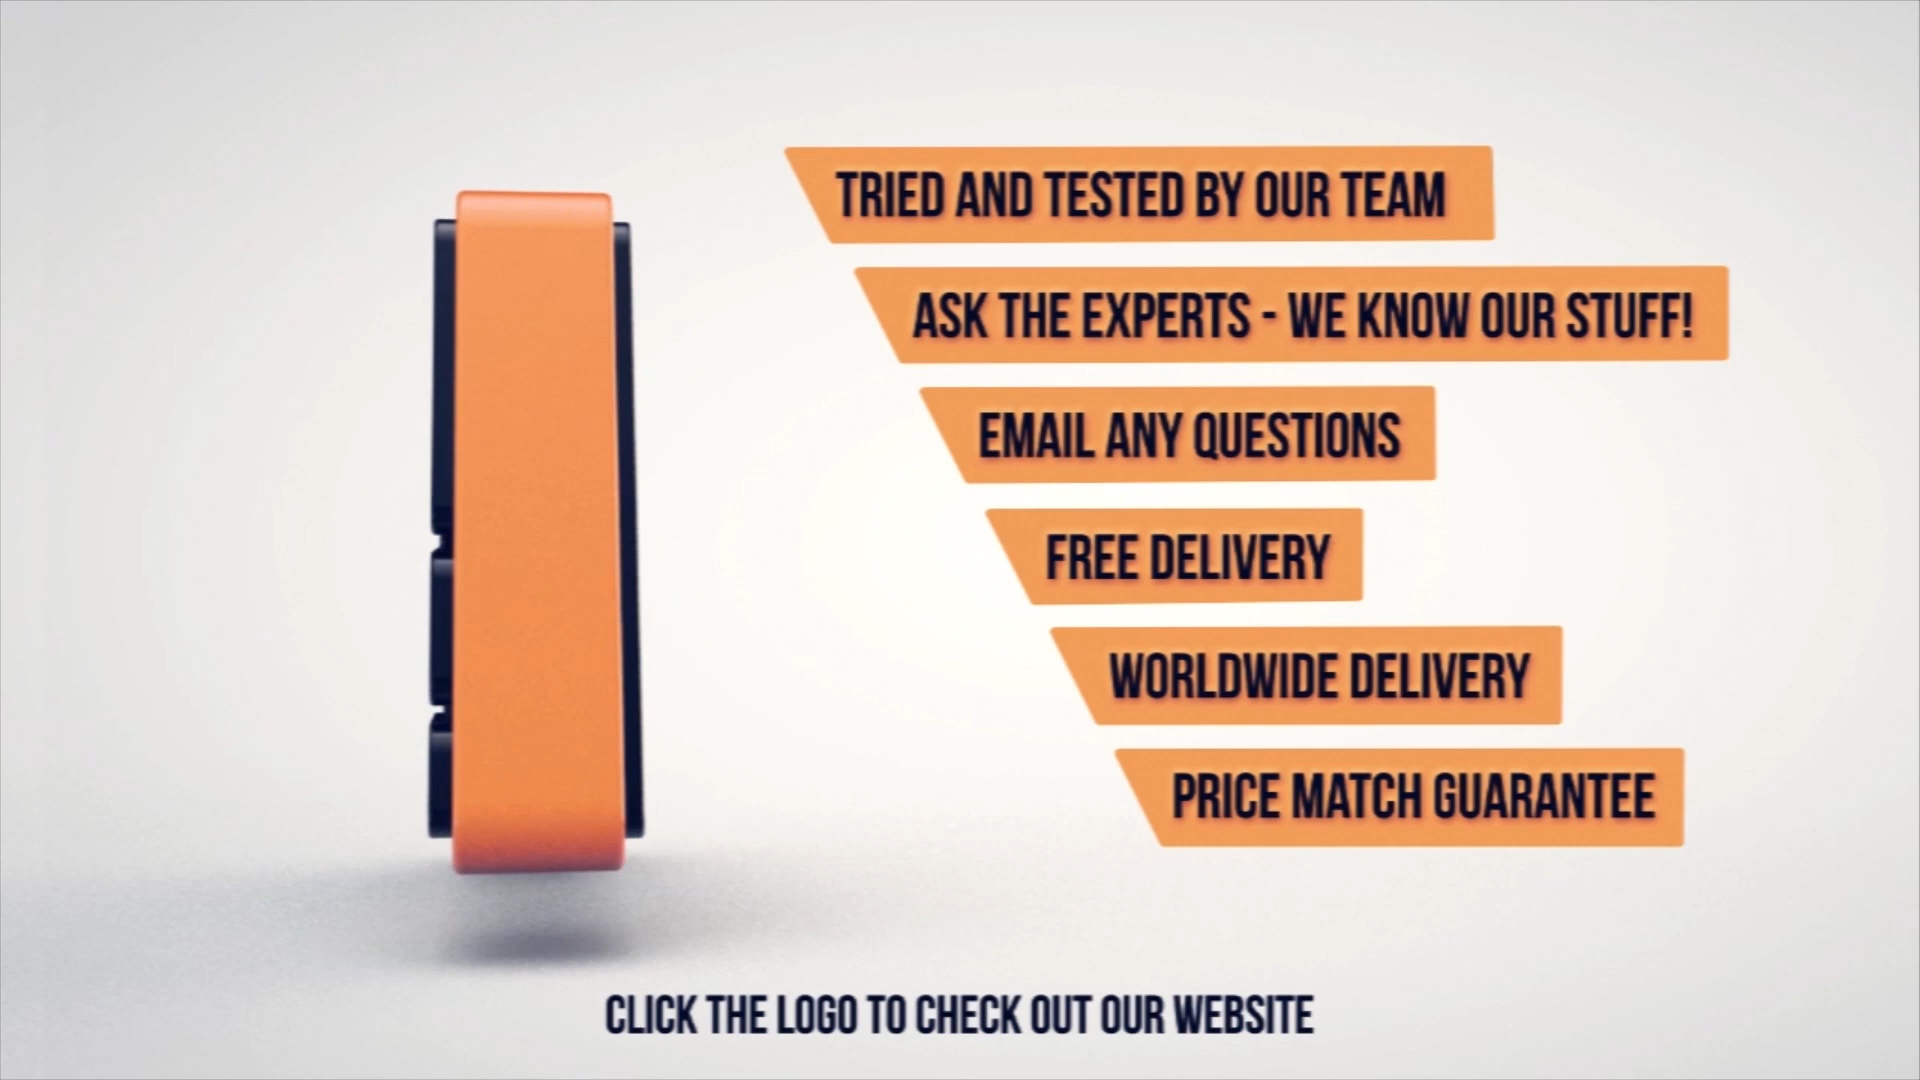 TRIED AND TESTED BY OUR TEAM
ASK THE EXPERTS - WE KNOW OUR STUFF!
EMAIL ANY QUESTIONS
FREE DELIVERY
WORLDWIDE DELIVERY
PRICE MATCH GUARANTEE
CLICK THE LOGO TO CHECK OUT OUR WEBSITE